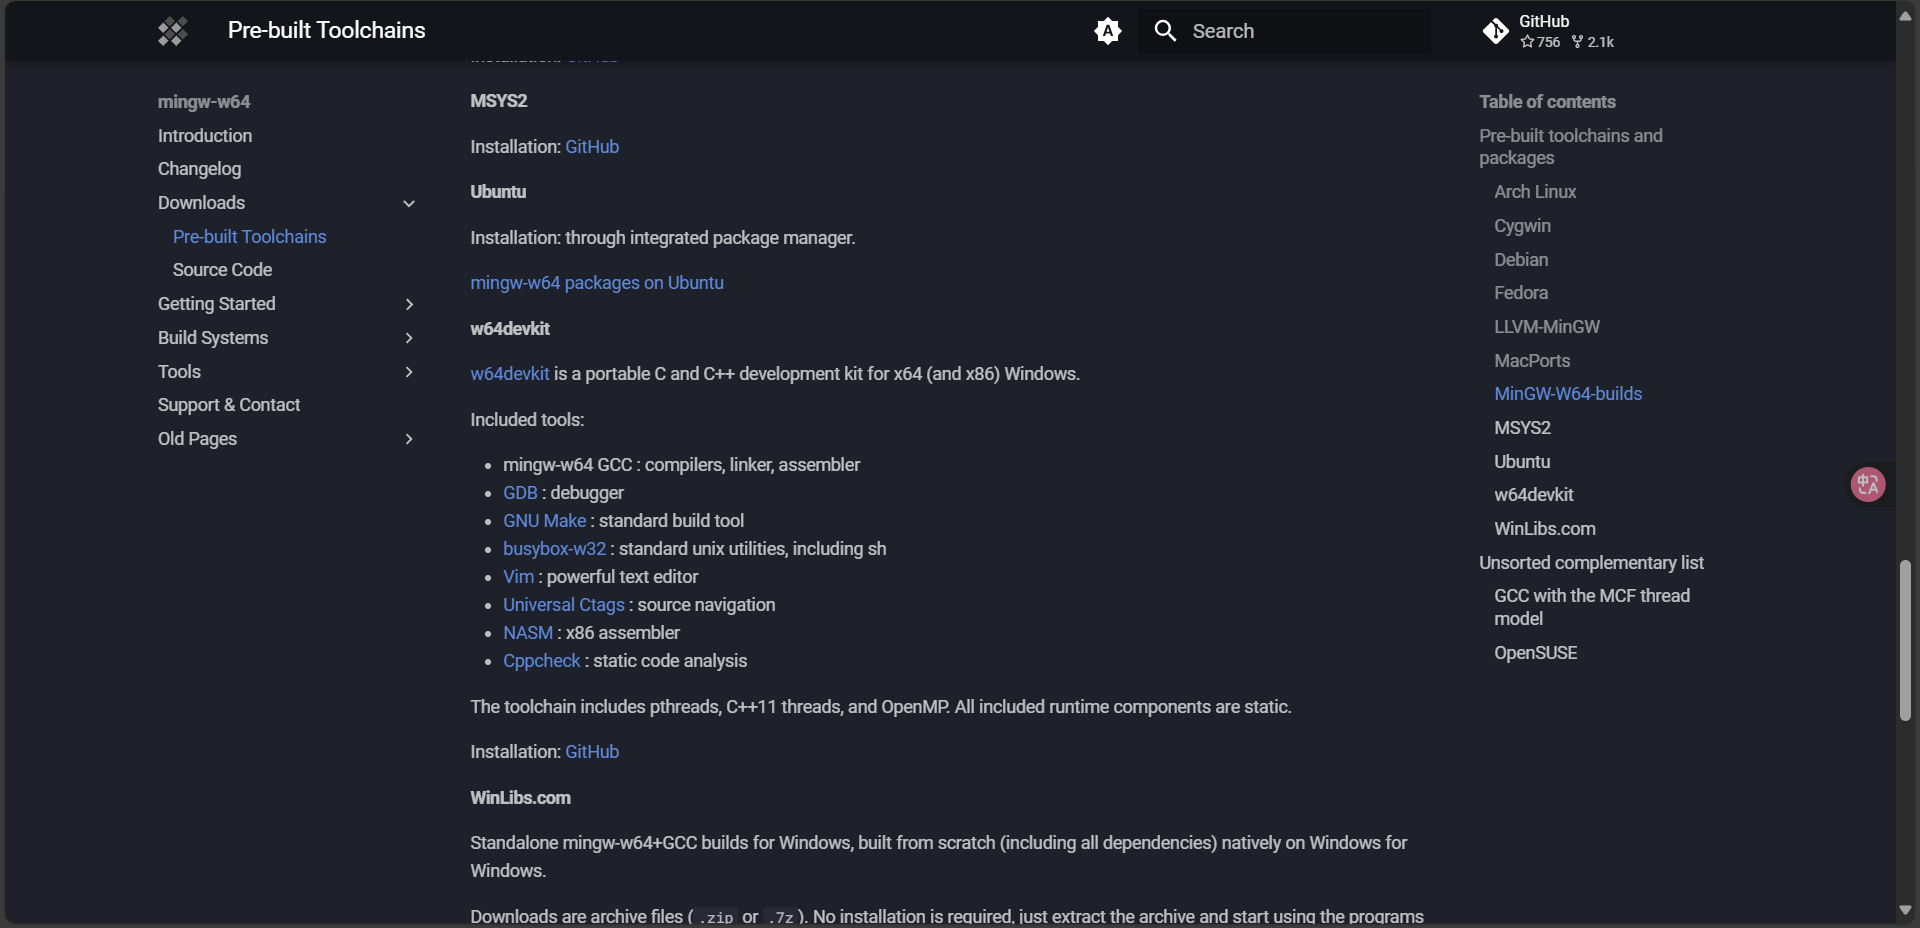 Pre-built Toolchains
Search
GitHub
756 2.1k
mingw-w64
Introduction
Changelog
Downloads
Pre-built Toolchains
Source Code
Getting Started
Build Systems
Tools
Support & Contact
Old Pages
MSYS2
Installation: GitHub
Ubuntu
Installation: through integrated package manager.
mingw-w64 packages on Ubuntu
w64devkit
w64devkit is a portable C and C++ development kit for x64 (and x86) Windows.
Included tools:
mingw-w64 GCC : compilers, linker, assembler
GDB : debugger
GNU Make : standard build tool
busybox-w32 : standard unix utilities, including sh
Vim : powerful text editor
Universal Ctags : source navigation
NASM : x86 assembler
Cppcheck : static code analysis
The toolchain includes pthreads, C++11 threads, and OpenMP. All included runtime components are static.
Installation: GitHub
WinLibs.com
Standalone mingw-w64+GCC builds for Windows, built from scratch (including all dependencies) natively on Windows for
Windows.
Downloads are archive files ( .zip or .7z ). No installation is required, just extract the archive and start using the programs
Table of contents
Pre-built toolchains and
packages
Arch Linux
Cygwin
Debian
Fedora
LLVM-MinGW
MacPorts
MinGW-W64-builds
MSYS2
Ubuntu
w64devkit
WinLibs.com
Unsorted complementary list
GCC with the MCF thread
model
OpenSUSE